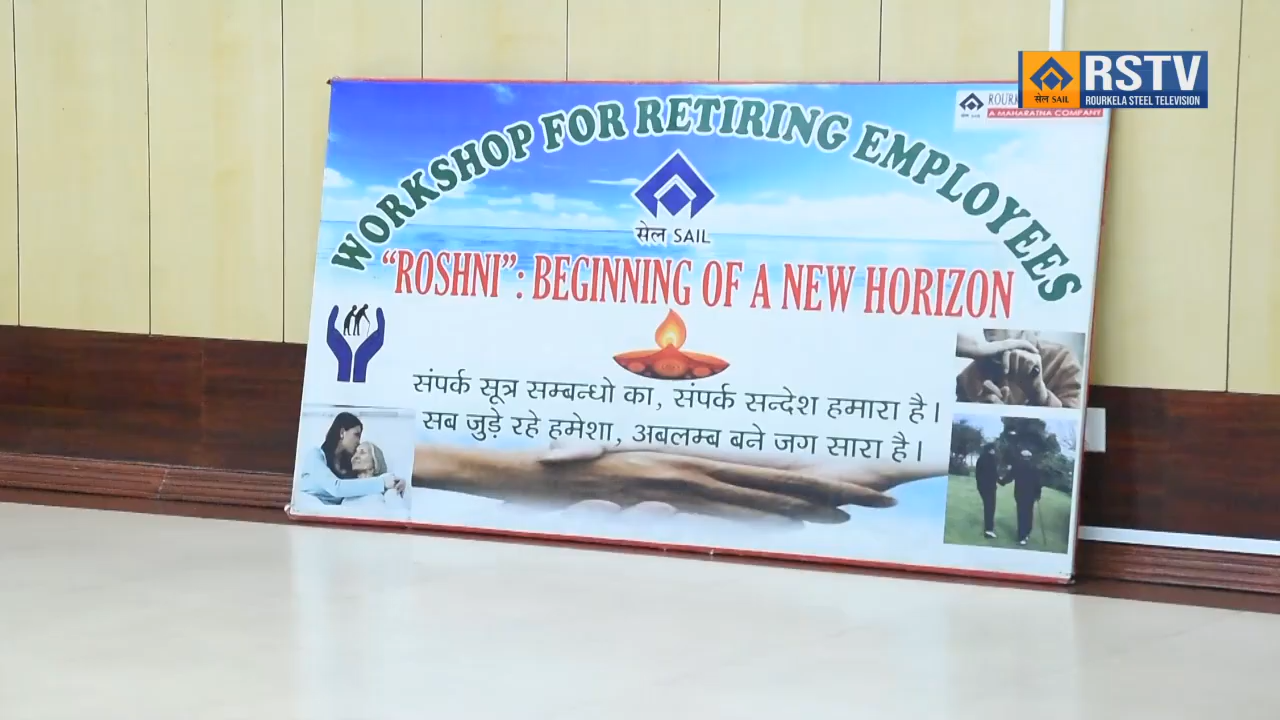 RSTV
सेल SAIL
ROURKELA STEEL TELEVISION
A MAHARATNA COMPANY
WORKSHOP FOR RETIRING EMPLOYEES
सेल SAIL
"ROSHNI": BEGINNING OF A NEW HORIZON
संपर्क सूत्र सम्बन्धो का, संपर्क सन्देश हमारा है।
सब जुड़े रहे हमेशा, अबलम्ब बने जग सारा है।